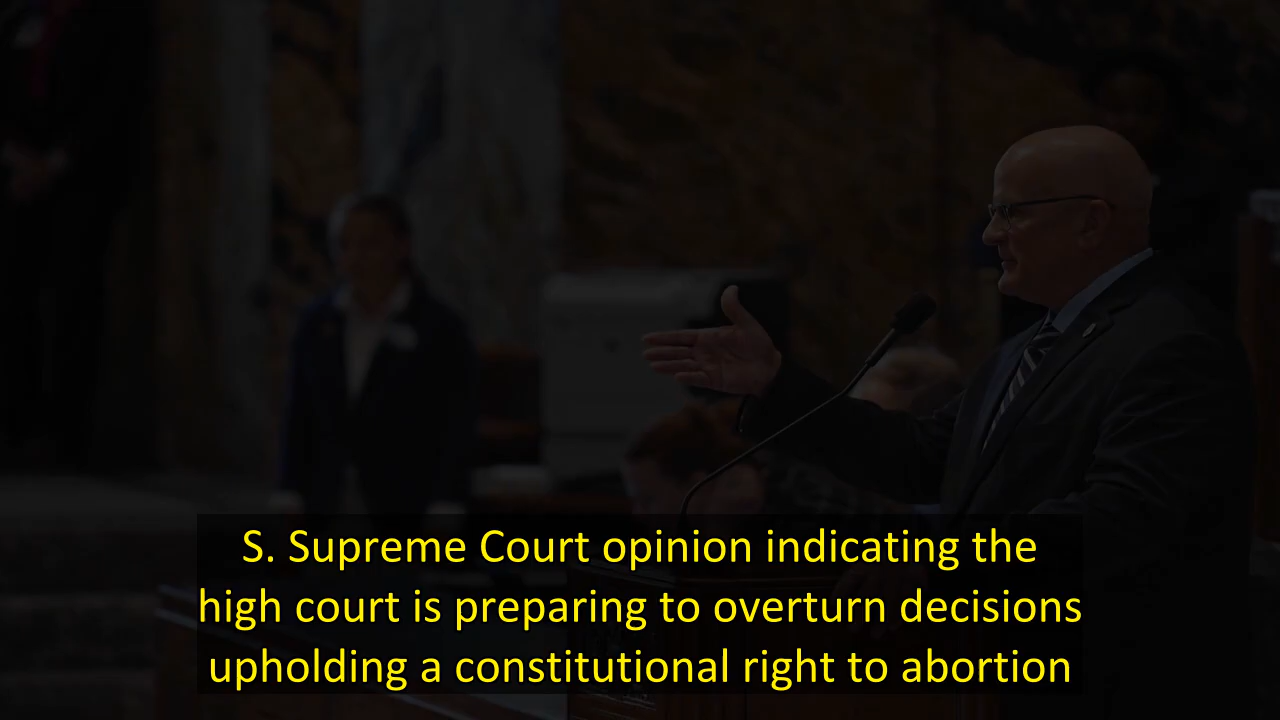 S. Supreme Court opinion indicating the
high court is preparing to overturn decisions
upholding a constitutional right to abortion